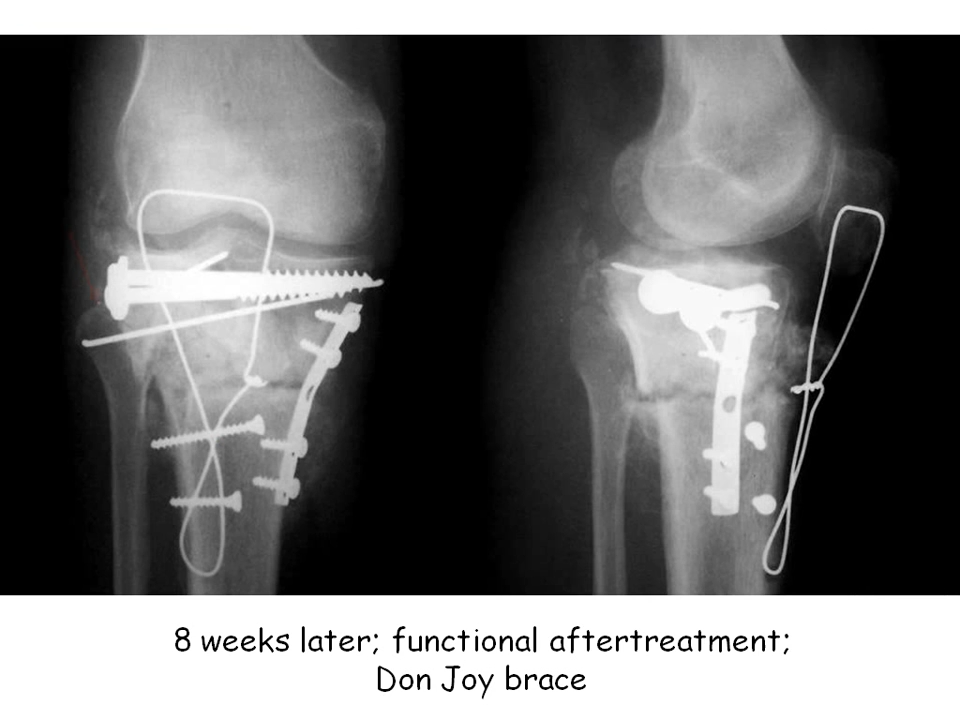 8 weeks later; functional aftertreatment;
Don Joy brace